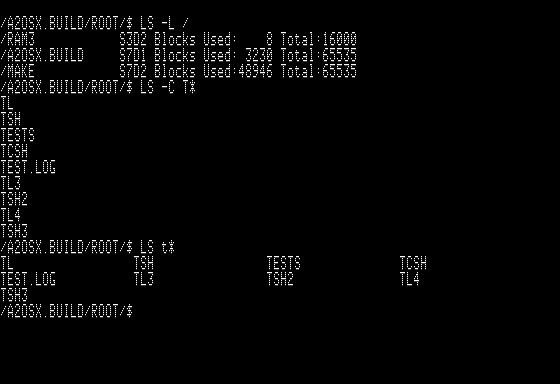 /A2OSX.BUILD/ROOT/$ LS -L /
/RAM3            S3D2 Blocks Used:    8 Total:16000
/A2OSX.BUILD     S7D1 Blocks Used: 3230 Total:65535
/MAKE            S7D2 Blocks Used:48946 Total:65535
/A2OSX.BUILD/ROOT/$ LS -C T*
TL
TSH
TESTS
TCSH
TEST.LOG
TL3
TSH2
TL4
TSH3
/A2OSX.BUILD/ROOT/$ LS t*
TL                 TSH                TESTS              TCSH
TEST.LOG           TL3                TSH2               TL4
TSH3
/A2OSX.BUILD/ROOT/$